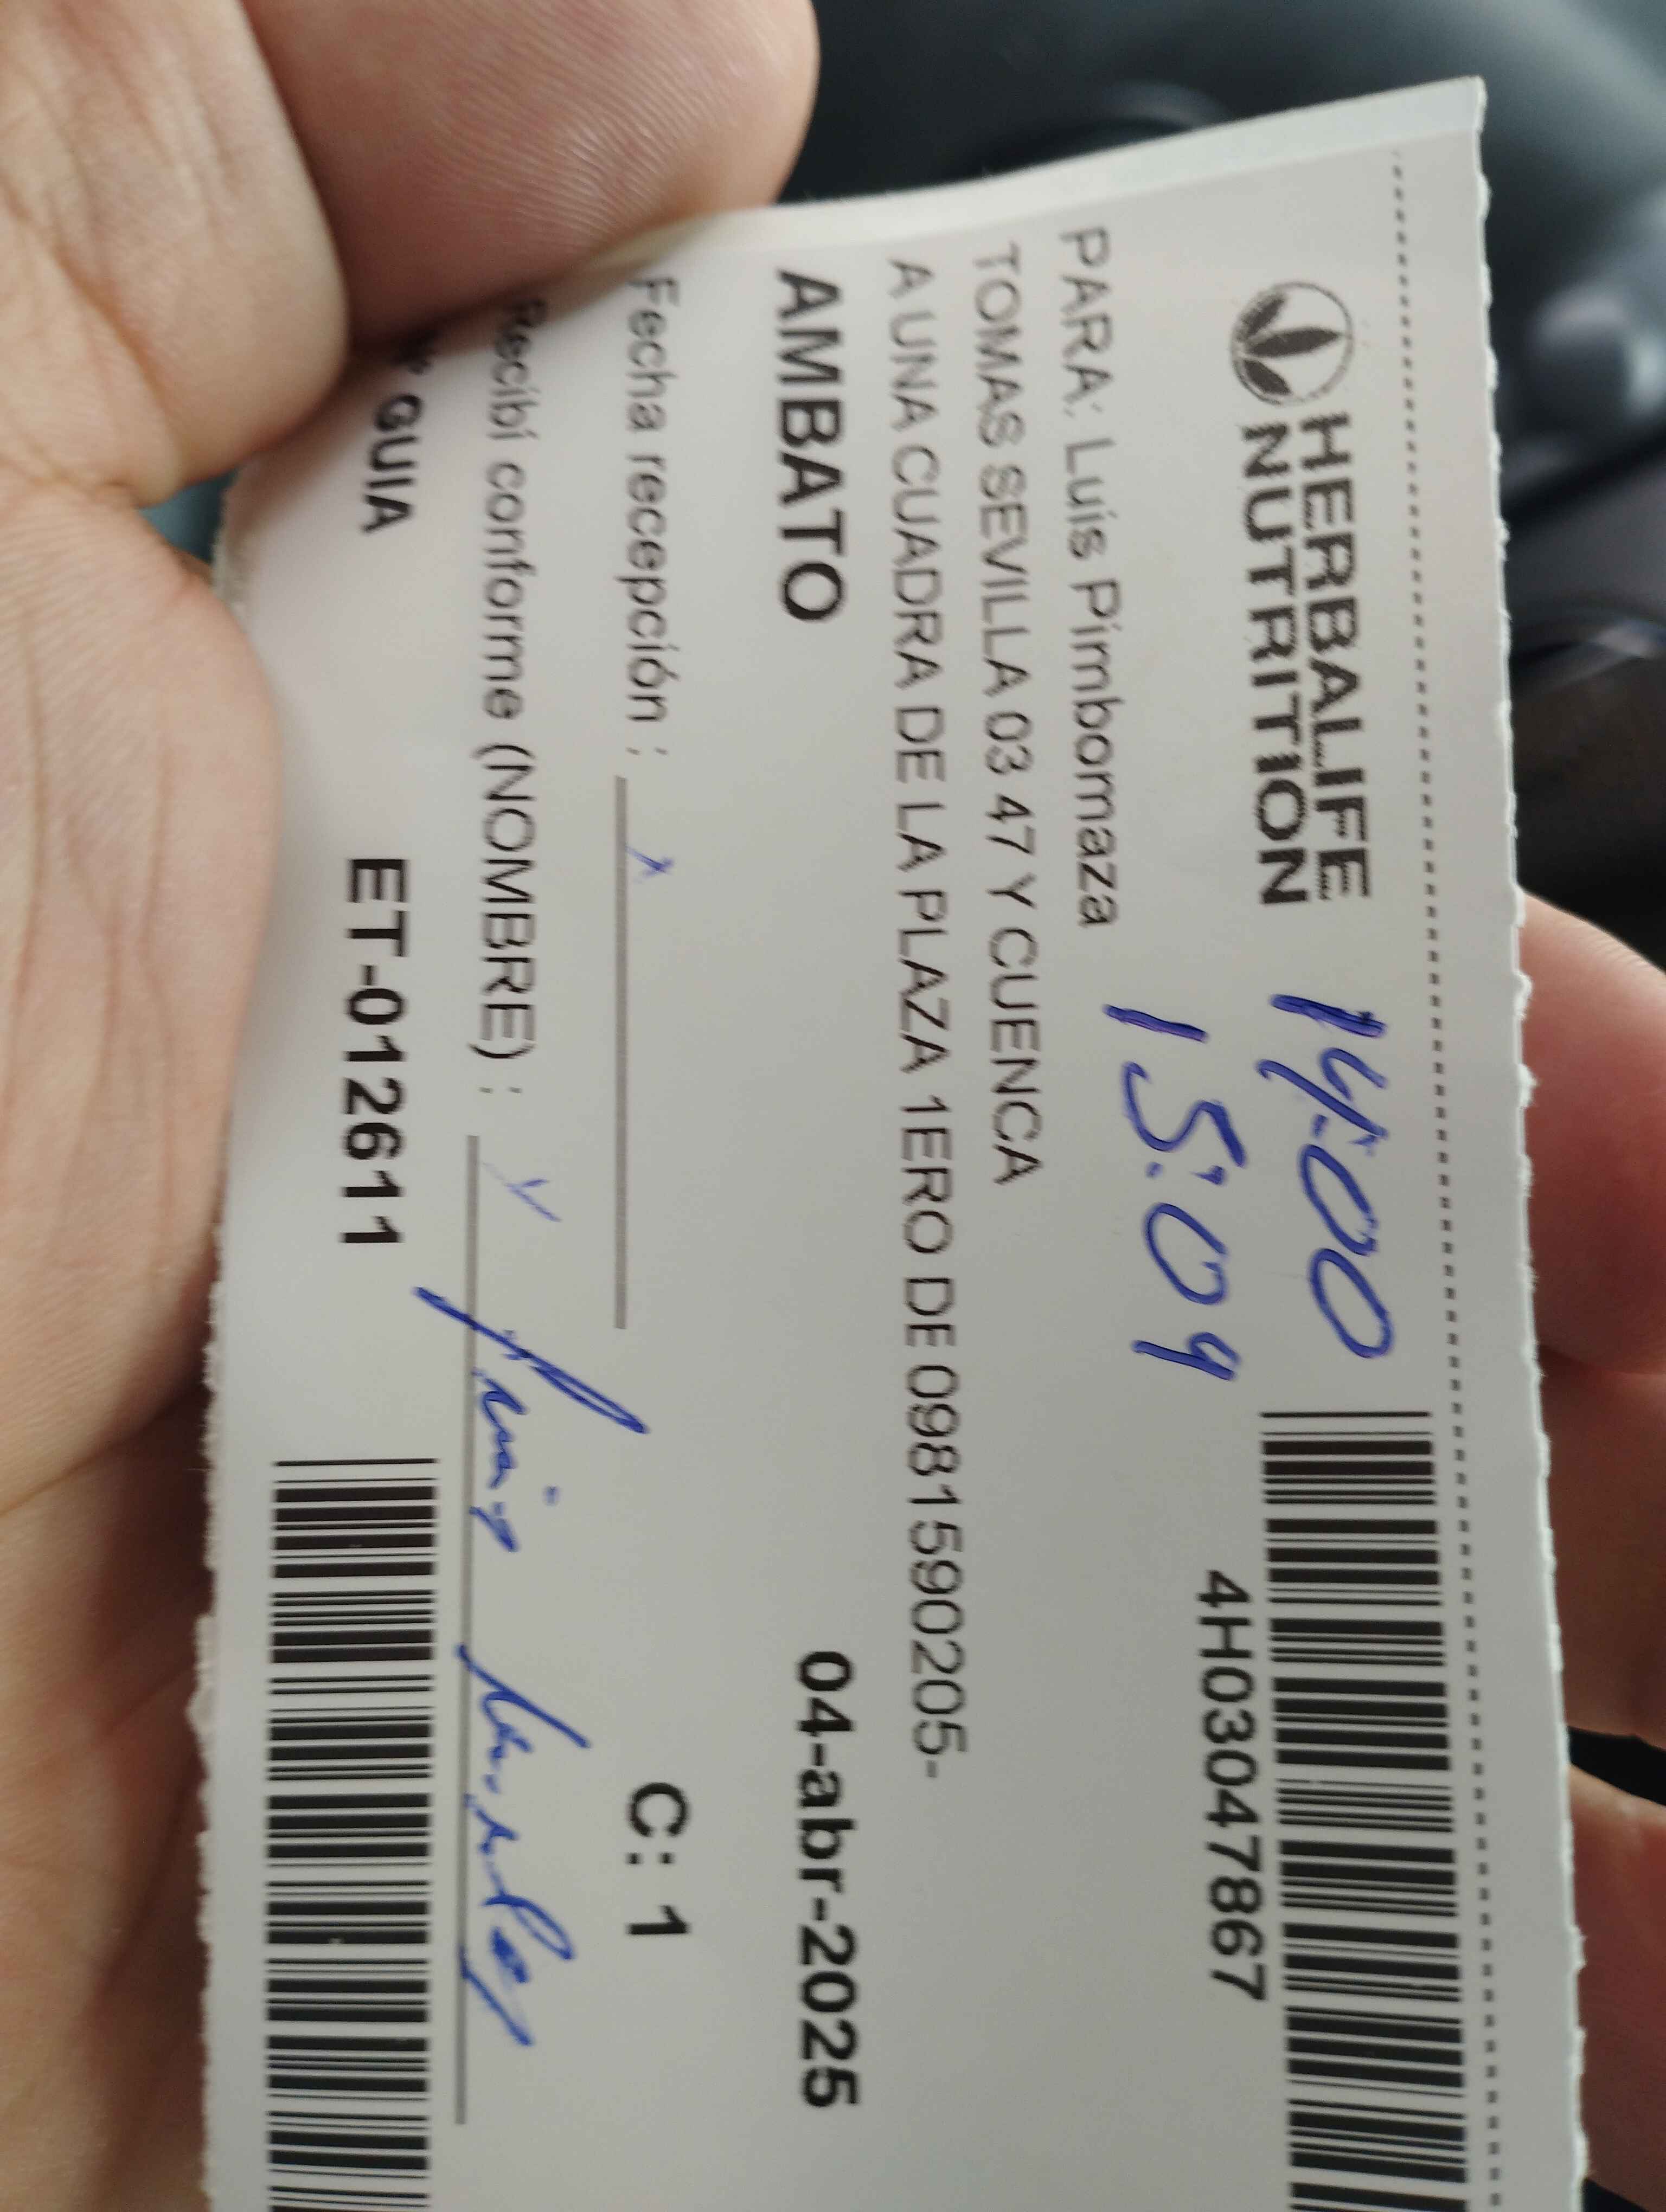 HERBALIFE
NUTRITION
14:00
4H03047867
PARA: Luis Pimbomaza
15:09
TOMAS SEVILLA 03 47 Y CUENCA
A UNA CUADRA DE LA PLAZA 1ERO DE 0981590205-
AMBATO
04-abr-2025
Fecha recepción :
C: 1
Recibí conforme (NOMBRE) :
GUIA
ET-012611